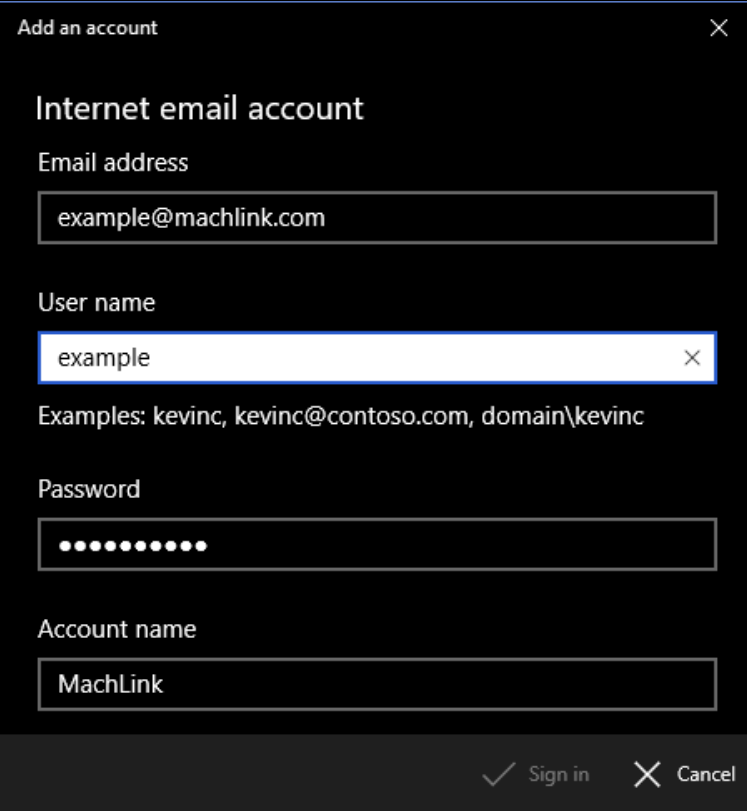 Add an account
Internet email account
Email address
example@machlink.com
User name
example
Examples: kevinc, kevinc@contoso.com, domain\kevinc
Password
●●●●●●●●●●
Account name
MachLink
Sign in
Cancel